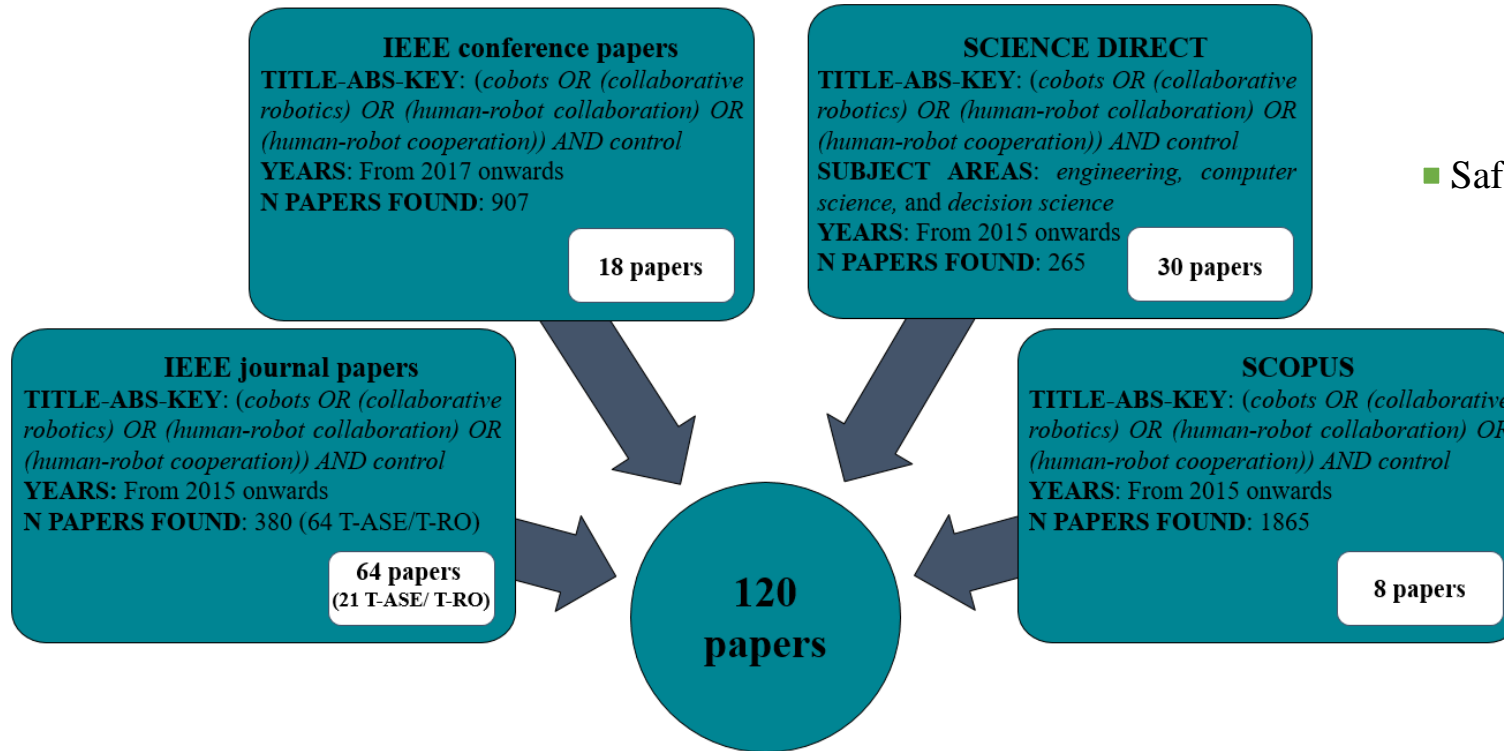 IEEE conference papers
TITLE-ABS-KEY: (cobots OR (collaborative
robotics) OR (human-robot collaboration) OR
(human-robot cooperation)) AND control
YEARS: From 2017 onwards
N PAPERS FOUND: 907
18 papers
SCIENCE DIRECT
TITLE-ABS-KEY: (cobots OR (collaborative
robotics) OR (human-robot collaboration) OR
(human-robot cooperation)) AND control
SUBJECT AREAS: engineering, computer
science, and decision science
YEARS: From 2015 onwards
N PAPERS FOUND: 265
30 papers
IEEE journal papers
TITLE-ABS-KEY: (cobots OR (collaborative
robotics) OR (human-robot collaboration) OR
(human-robot cooperation)) AND control
YEARS: From 2015 onwards
N PAPERS FOUND: 380 (64 T-ASE/T-RO)
64 papers
(21 T-ASE/ T-RO)
SCOPUS
TITLE-ABS-KEY: (cobots OR (collaborative
robotics) OR (human-robot collaboration) OR
(human-robot cooperation)) AND control
YEARS: From 2015 onwards
N PAPERS FOUND: 1865
8 papers
120
papers